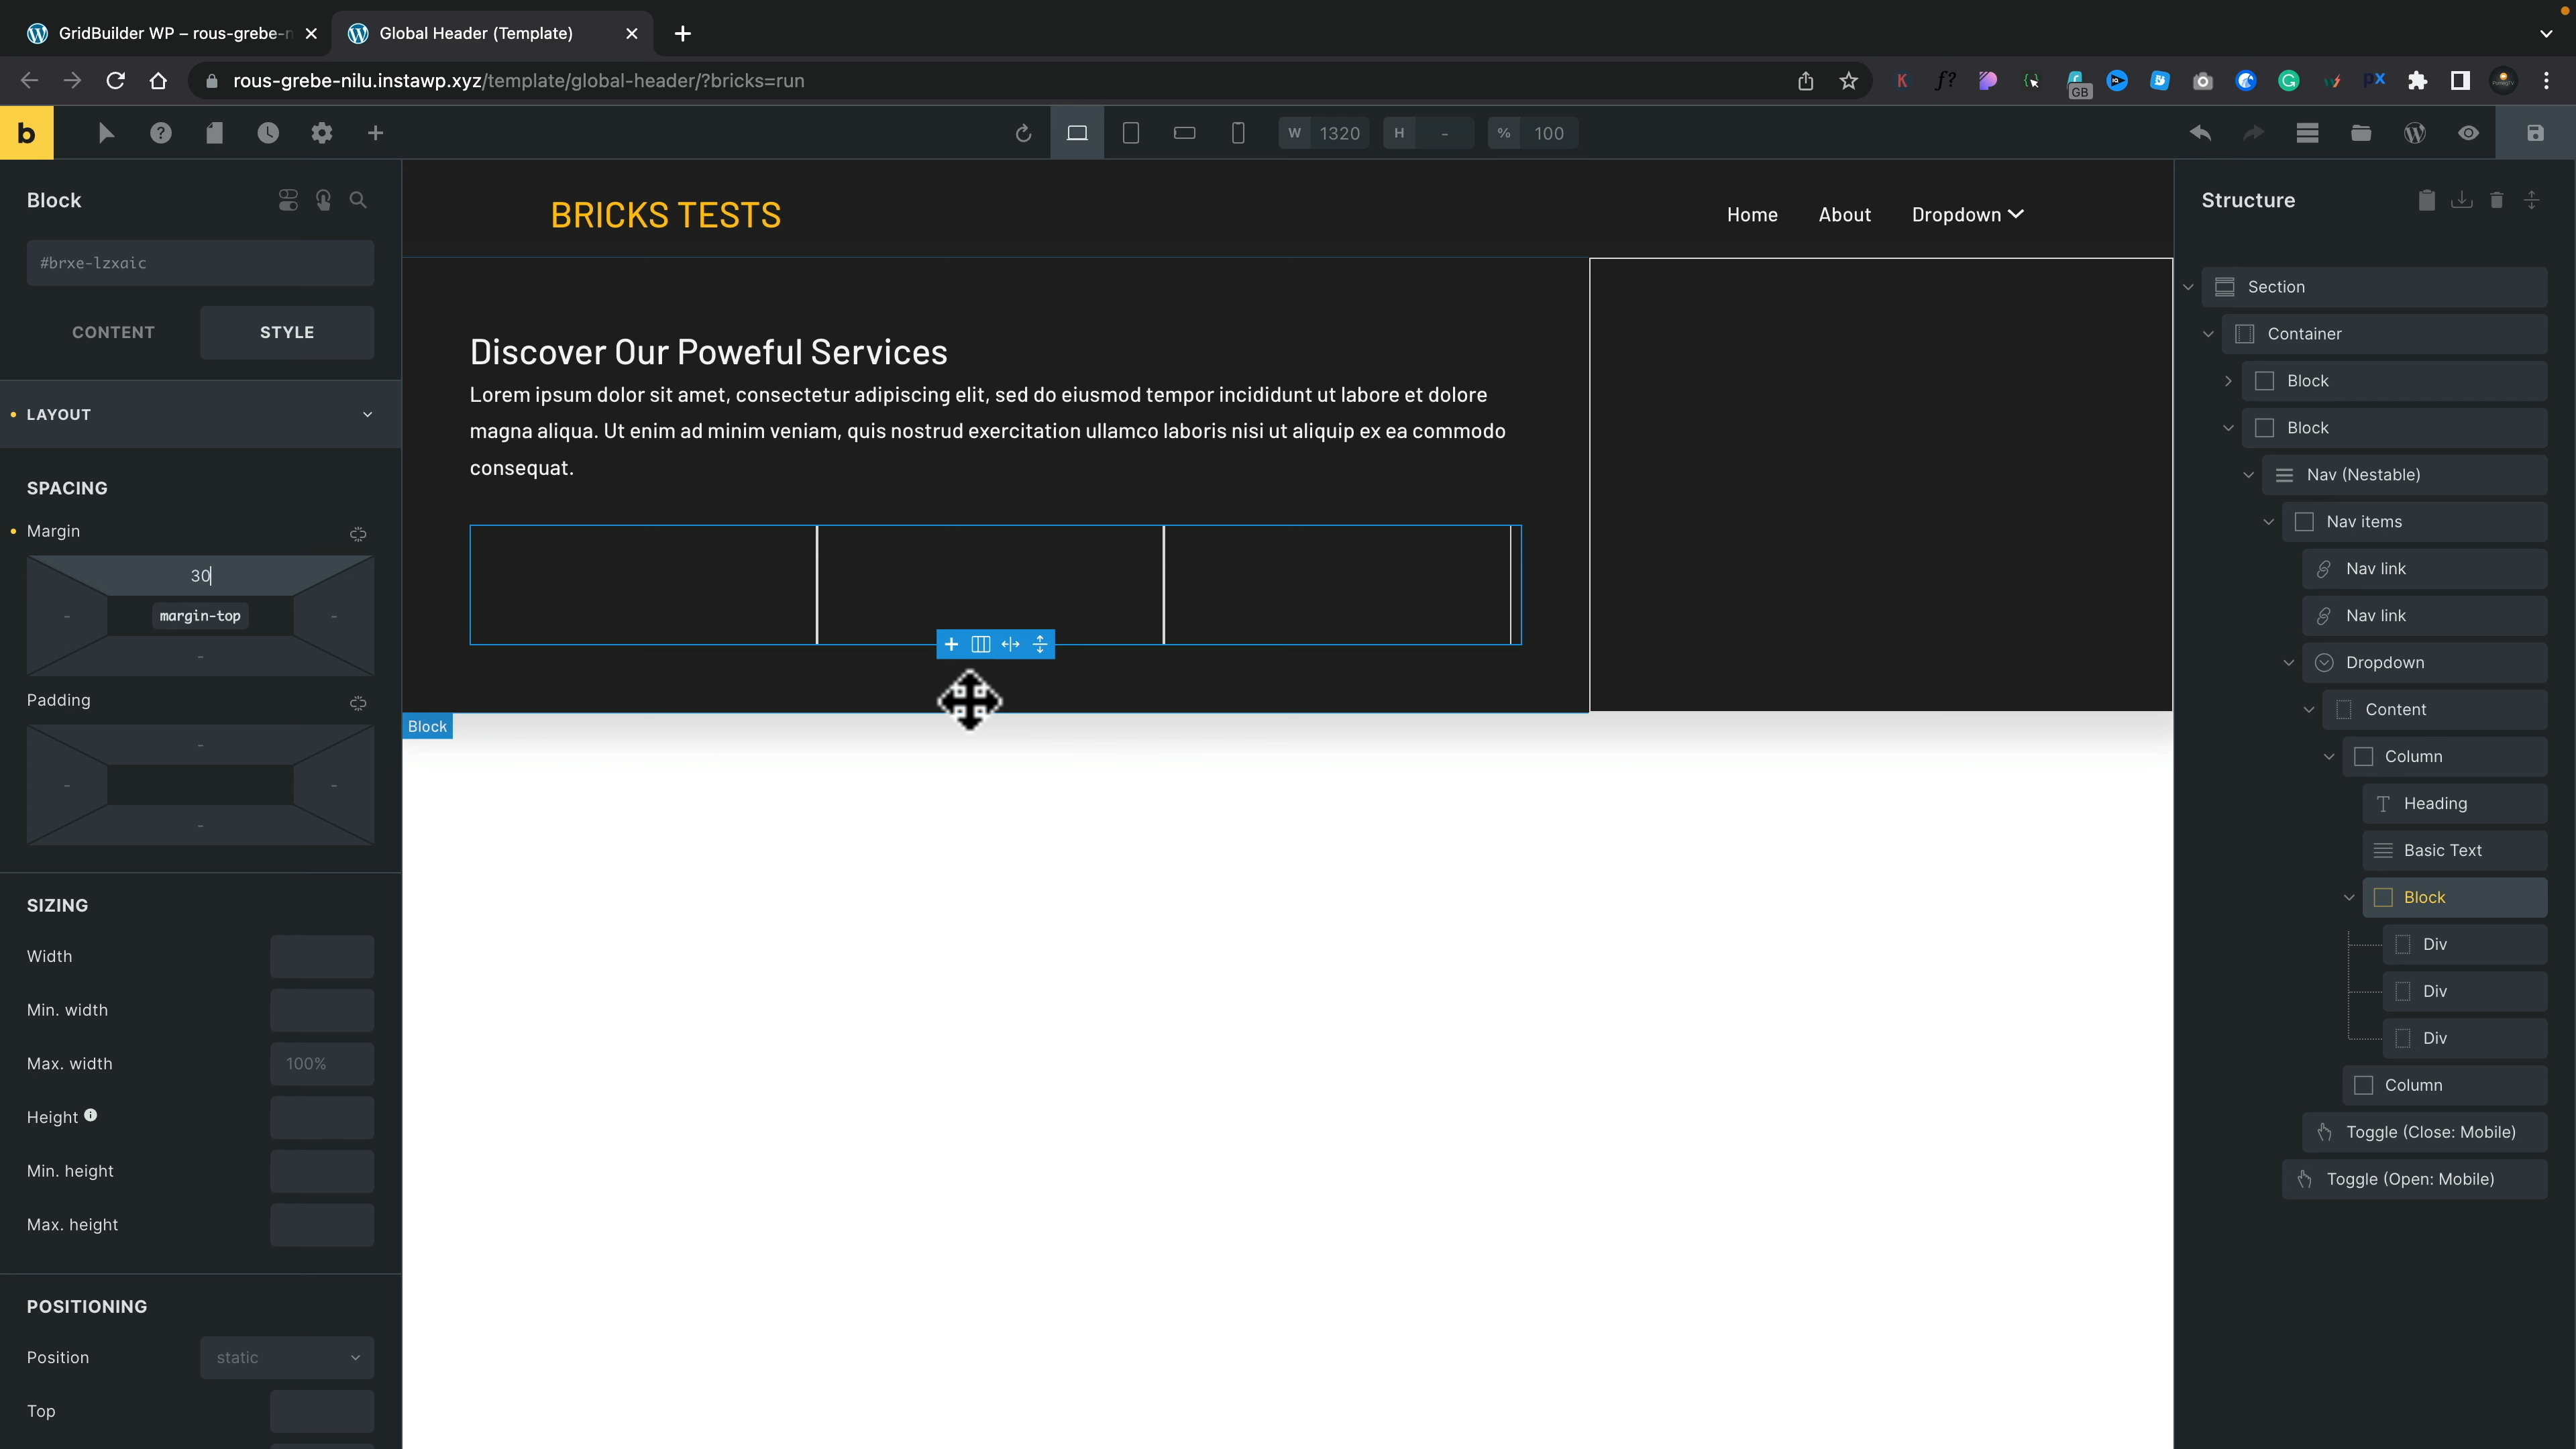 GridBuilder WP – rous-grebe-n
Global Header (Template)
rous-grebe-nilu.instawp.xyz/template/global-header/?bricks=run
GB
b
W 1320
H -
% 100
Block
#brxe-lzxaic
CONTENT
STYLE
LAYOUT
SPACING
Margin
30
margin-top
-
-
-
Padding
-
-
-
-
SIZING
Width
Min. width
Max. width
100%
Height
Min. height
Max. height
POSITIONING
Position
static
Top
BRICKS TESTS
Home
About
Dropdown
Discover Our Poweful Services
Lorem ipsum dolor sit amet, consectetur adipiscing elit, sed do eiusmod tempor incididunt ut labore et dolore
magna aliqua. Ut enim ad minim veniam, quis nostrud exercitation ullamco laboris nisi ut aliquip ex ea commodo
consequat.
Block
Structure
Section
Container
Block
Block
Nav (Nestable)
Nav items
Nav link
Nav link
Dropdown
Content
Column
Heading
Basic Text
Block
Div
Div
Div
Column
Toggle (Close: Mobile)
Toggle (Open: Mobile)